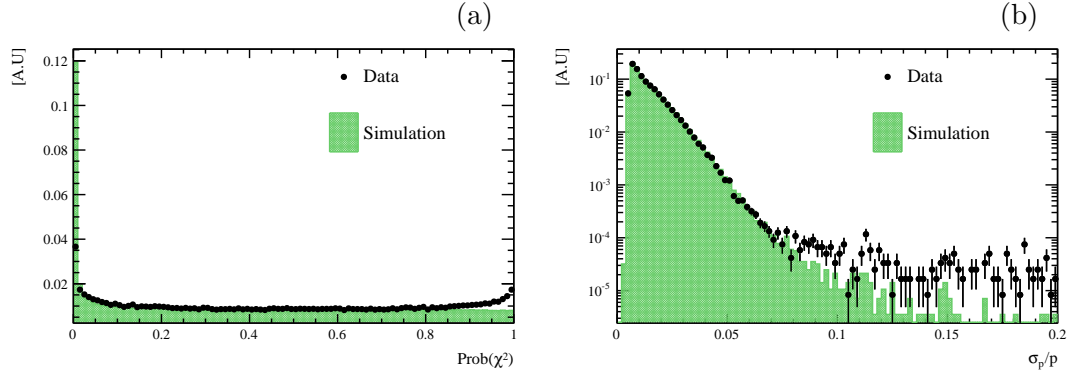 (a)
[A.U]
0.12
0.1
0.08
0.06
0.04
0.02
Data
Simulation
0 0.2 0.4 0.6 0.8 1
Prob(χ²)
(b)
[A.U]
10⁻¹
10⁻²
10⁻³
10⁻⁴
10⁻⁵
Data
Simulation
0 0.05 0.1 0.15 0.2
σₚ/p